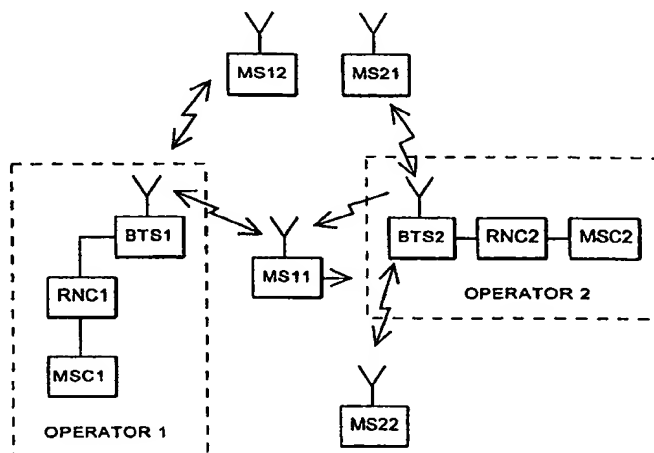 MS12
MS21
BTS1
MS11
BTS2
RNC2
MSC2
RNC1
OPERATOR 2
MSC1
MS22
OPERATOR 1